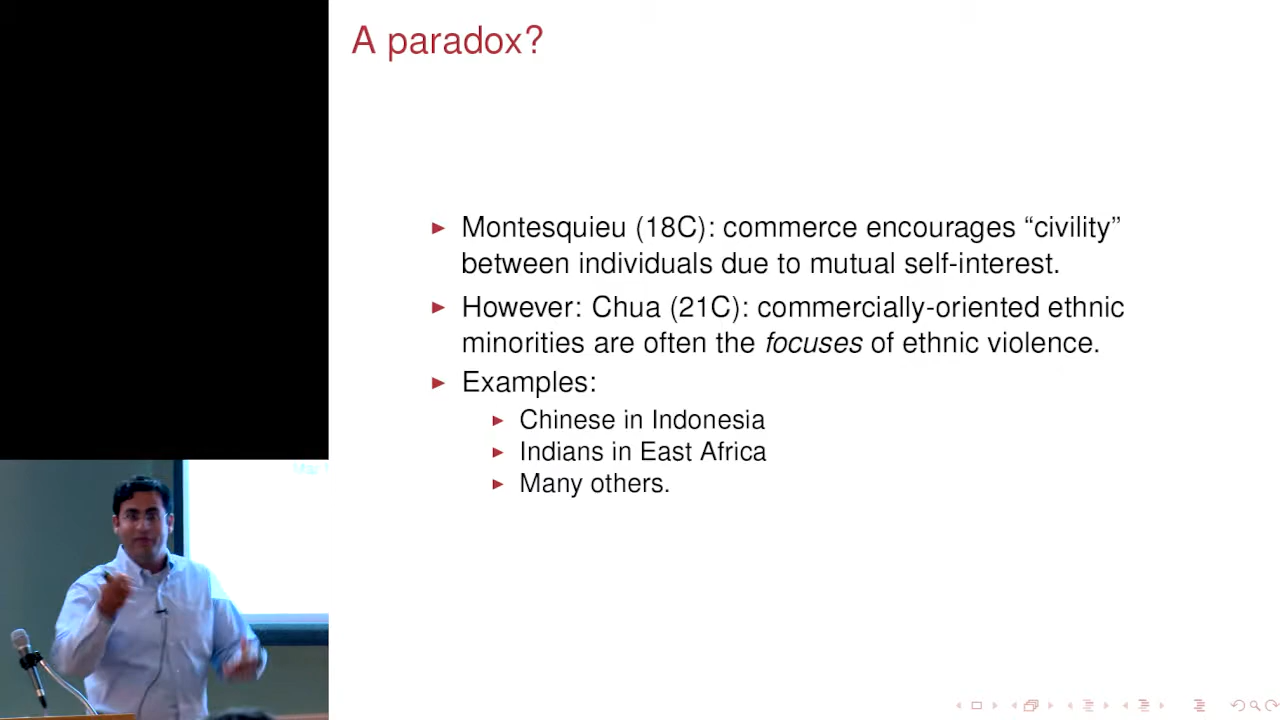 A paradox?
Montesquieu (18C): commerce encourages “civility”
between individuals due to mutual self-interest.
However: Chua (21C): commercially-oriented ethnic
minorities are often the focuses of ethnic violence.
Examples:
Chinese in Indonesia
Indians in East Africa
Many others.